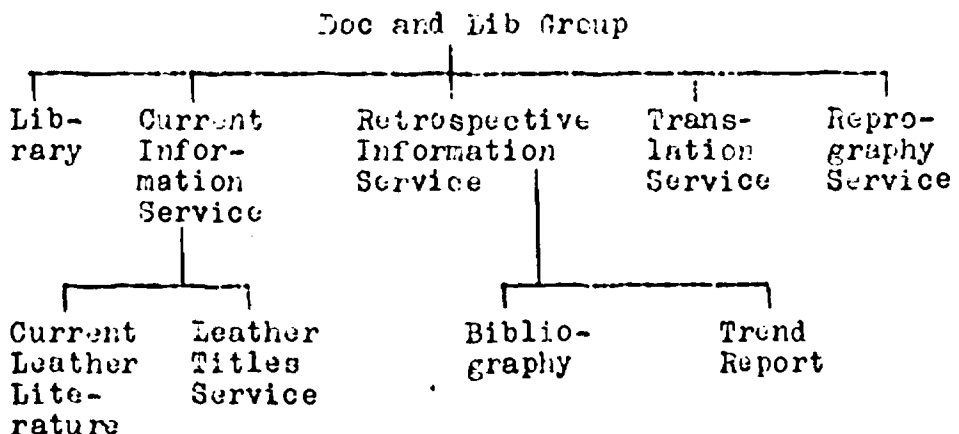 Doc and Lib Group
Lib-
rary
Current
Infor-
mation
Service
Retrospective
Information
Service
Trans-
lation
Service
Repro-
graphy
Service
Current
Leather
Lite-
rature
Leather
Titles
Service
Biblio-
graphy
Trend
Report